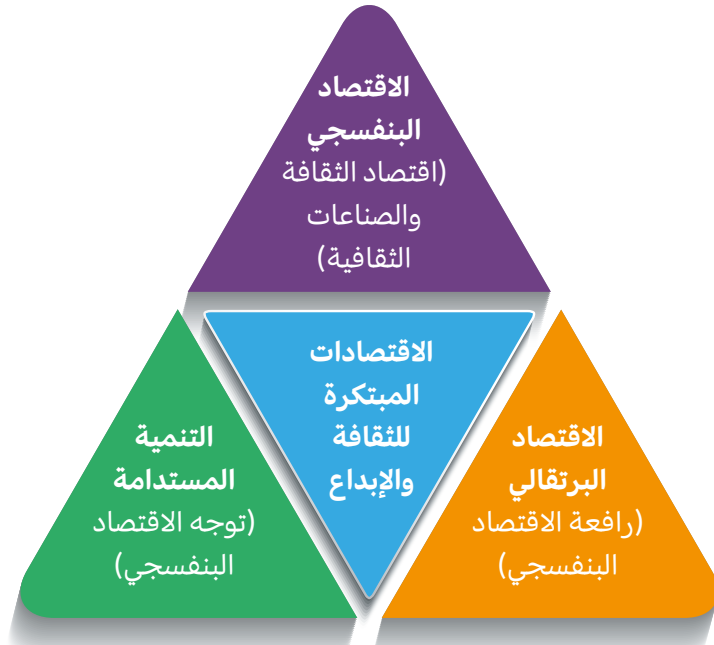 الاقتصاد
البنفسجي
(اقتصاد الثقافة
والصناعات
الثقافية)
الاقتصادات
المبتكرة
للثقافة
والإبداع
الاقتصاد
البرتقالي
(رافعة الاقتصاد
البنفسجي)
التنمية
المستدامة
(توجه الاقتصاد
البنفسجي)